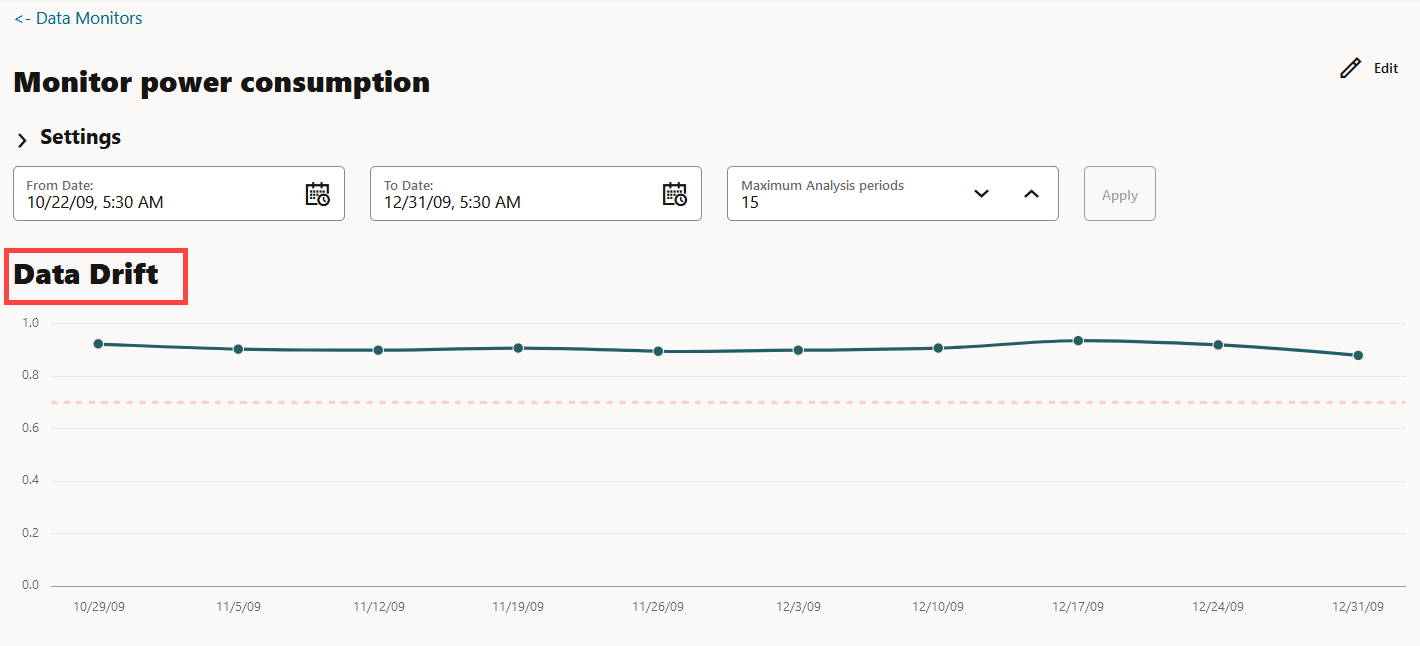 <- Data Monitors
Monitor power consumption
Edit
Settings
From Date:
10/22/09, 5:30 AM
To Date:
12/31/09, 5:30 AM
Maximum Analysis periods
15
Apply
Data Drift
1.0
0.8
0.6
0.4
0.2
0.0
10/29/09 11/5/09 11/12/09 11/19/09 11/26/09 12/3/09 12/10/09 12/17/09 12/24/09 12/31/09